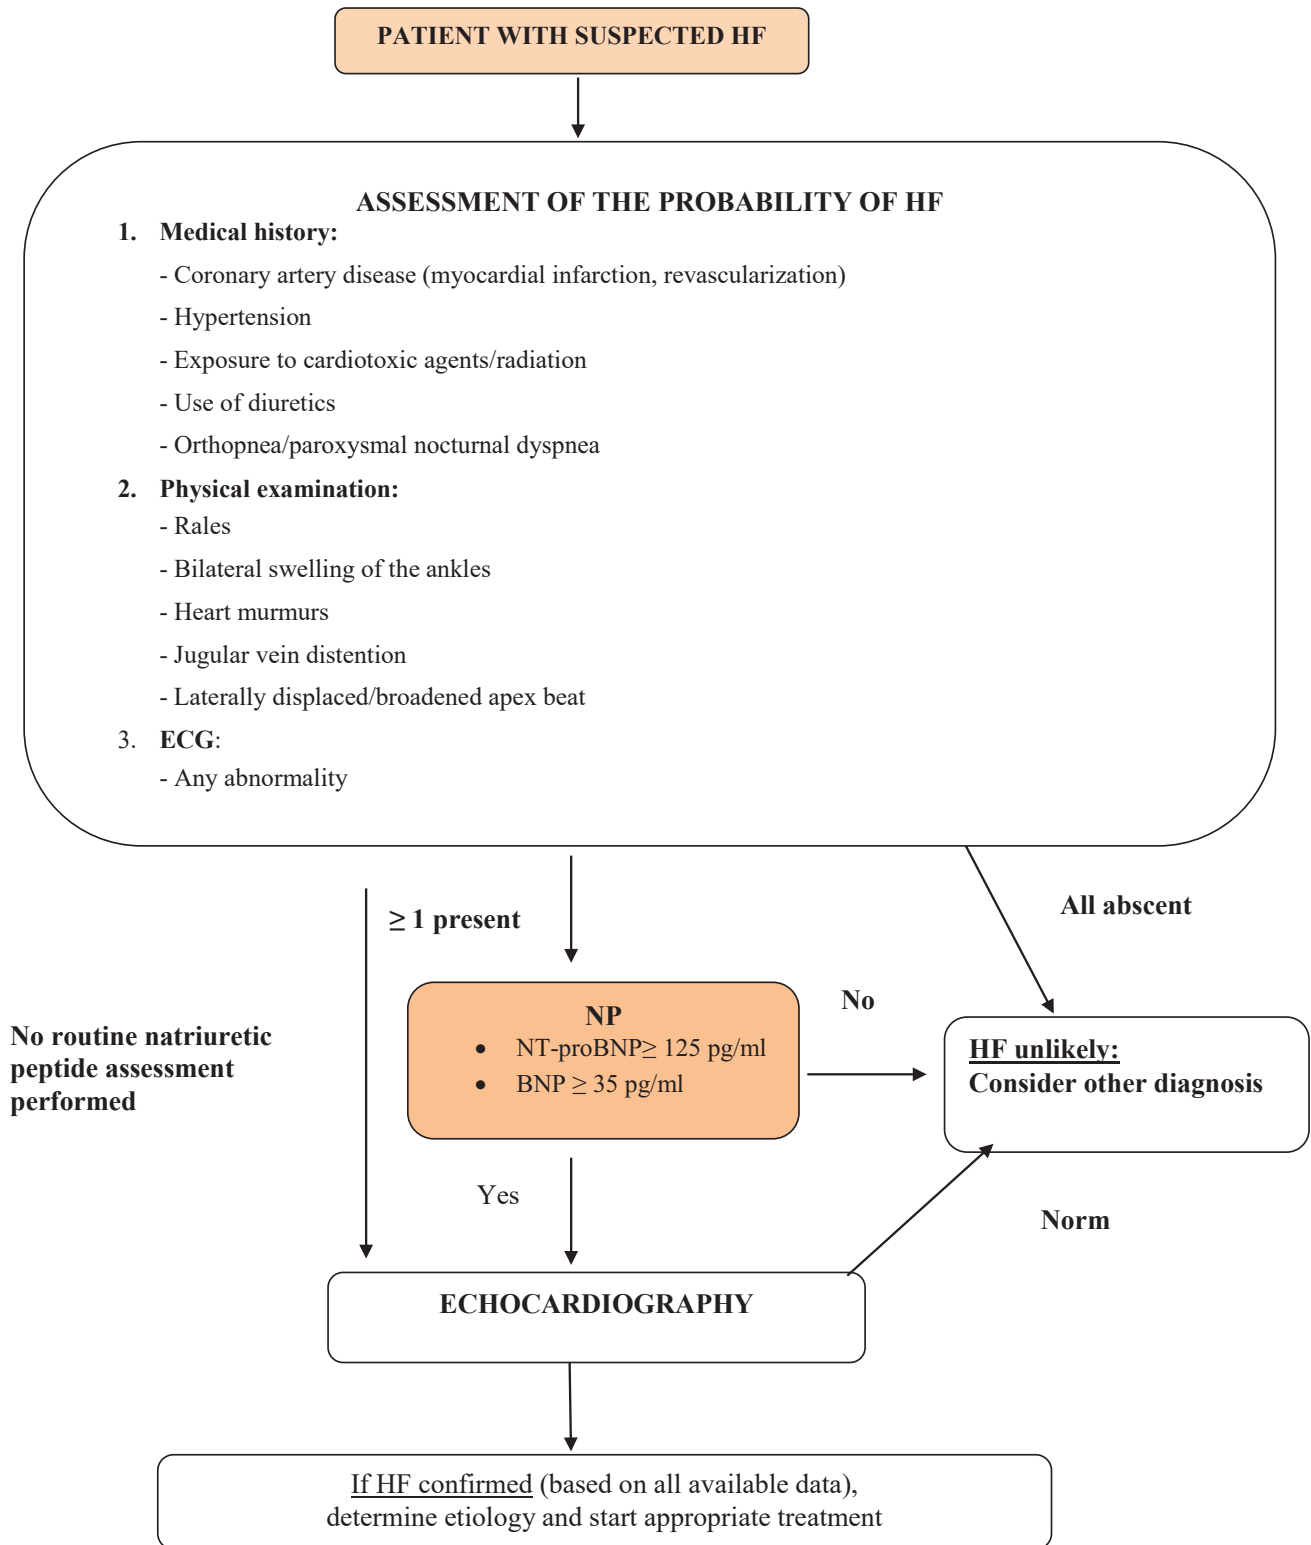 PATIENT WITH SUSPECTED HF
ASSESSMENT OF THE PROBABILITY OF HF
1. Medical history:
- Coronary artery disease (myocardial infarction, revascularization)
- Hypertension
- Exposure to cardiotoxic agents/radiation
- Use of diuretics
- Orthopnea/paroxysmal nocturnal dyspnea
2. Physical examination:
- Rales
- Bilateral swelling of the ankles
- Heart murmurs
- Jugular vein distention
- Laterally displaced/broadened apex beat
3. ECG:
- Any abnormality
≥ 1 present
All abscent
No routine natriuretic
peptide assessment
performed
NP
• NT-proBNP≥ 125 pg/ml
• BNP ≥ 35 pg/ml
No
HF unlikely:
Consider other diagnosis
Yes
Norm
ECHOCARDIOGRAPHY
If HF confirmed (based on all available data),
determine etiology and start appropriate treatment